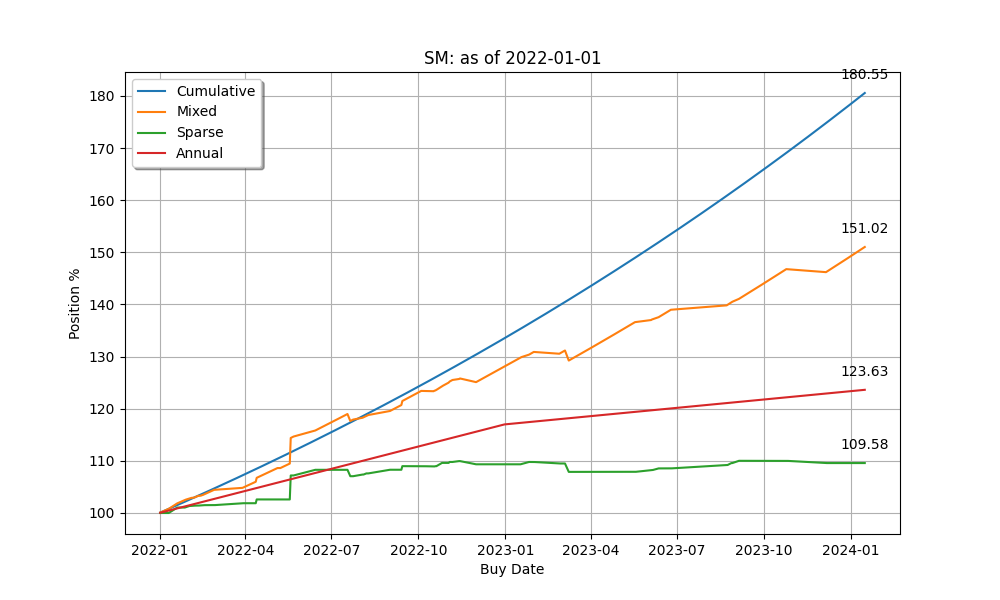 SM: as of 2022-01-01
180.55
Cumulative
Mixed
Sparse
Annual
151.02
123.63
109.58
180
170
160
150
140
130
120
110
100
Position %
2022-01 2022-04 2022-07 2022-10 2023-01 2023-04 2023-07 2023-10 2024-01
Buy Date